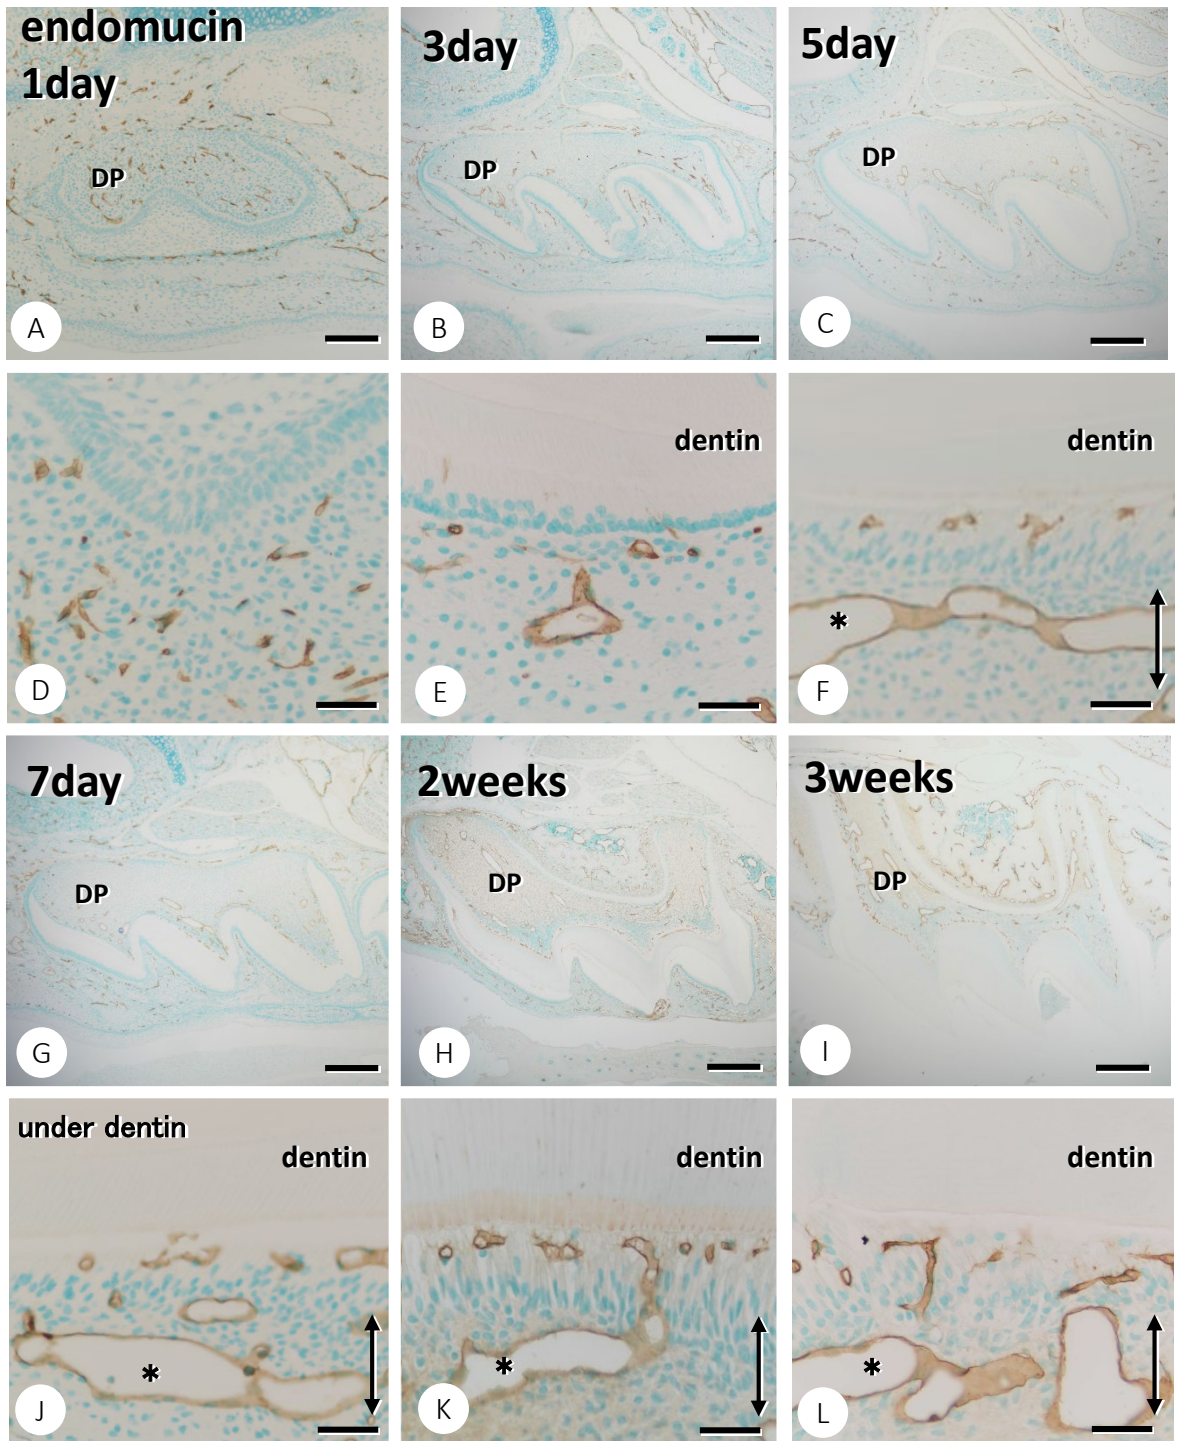 endomucin
1day
3day
5day
DP
DP
DP
A
B
C
dentin
dentin
*
D
E
F
7day
2weeks
3weeks
DP
DP
DP
G
H
I
under dentin
dentin
dentin
dentin
*
*
*
J
K
L